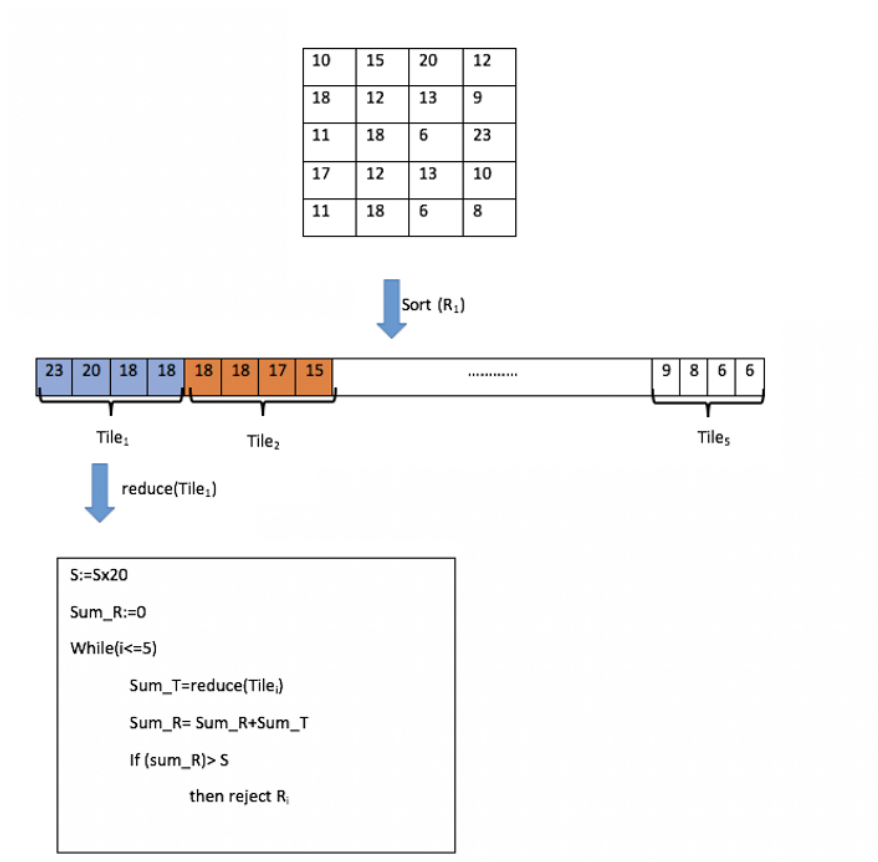 10 15 20 12
18 12 13 9
11 18 6 23
17 12 13 10
11 18 6 8
Sort (R₁)
23 20 18 18 18 18 17 15 ............ 9 8 6 6
Tile₁ Tile₂ Tile₅
reduce(Tile₁)
S:=Sx20
Sum_R:=0
While(i<=5)
Sum_T=reduce(Tileᵢ)
Sum_R= Sum_R+Sum_T
If (sum_R)> S
then reject Rᵢ